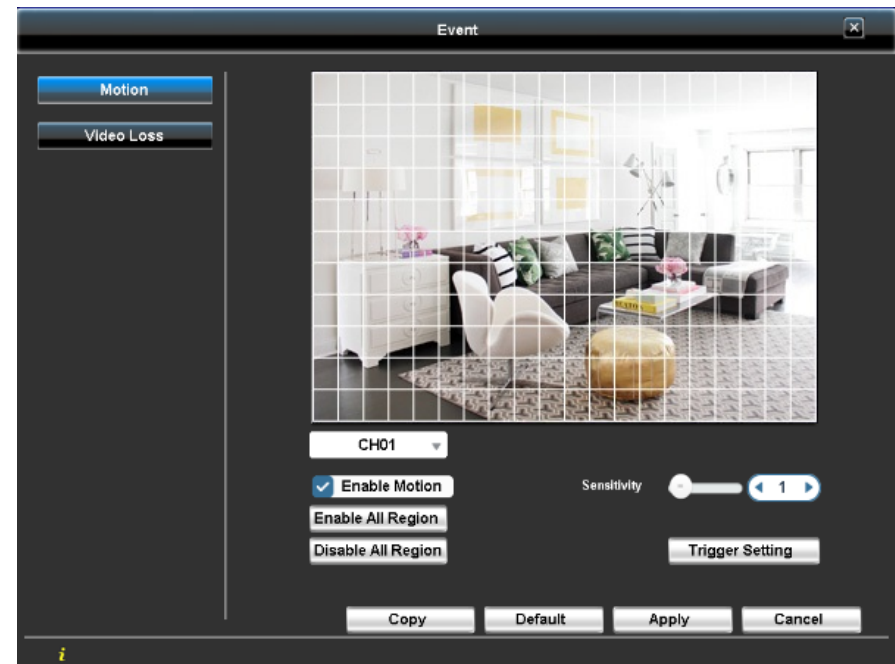 Event
Motion
Video Loss
CH01
Enable Motion
Sensitivity
1
Enable All Region
Disable All Region
Trigger Setting
Copy
Default
Apply
Cancel
i